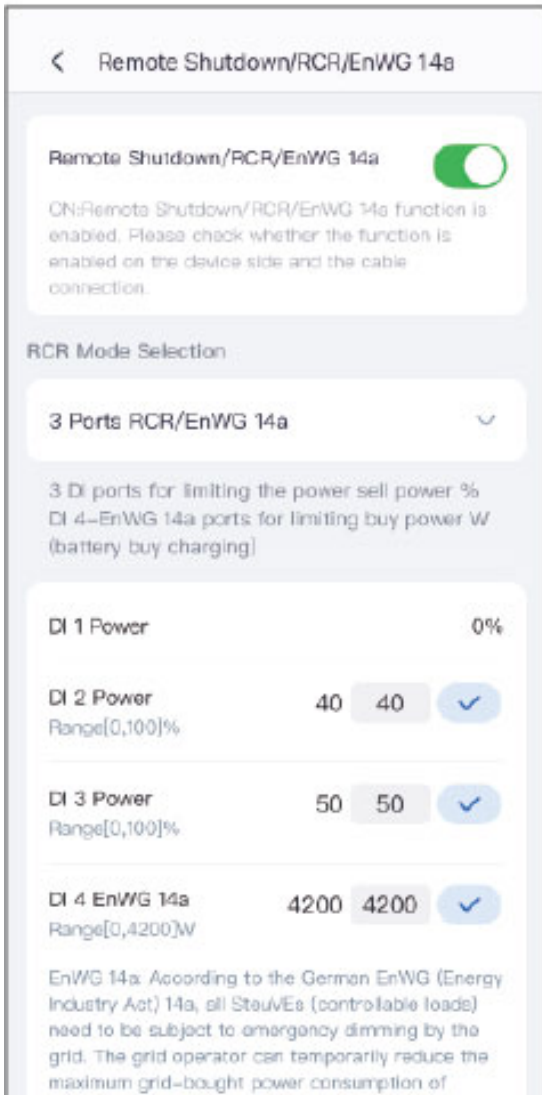 Remote Shutdown/RCR/EnWG 14a
Remote Shutdown/RCR/EnWG 14a
ON:Remote Shutdown/RCR/EnWG 14a function is
enabled. Please check whether the function is
enabled on the device side and the cable
connection.
RCR Mode Selection
3 Ports RCR/EnWG 14a
3 DI ports for limiting the power sell power %
DI 4-EnWG 14a ports for limiting buy power W
(battery buy charging)
DI 1 Power 0%
DI 2 Power 40 40
Range[0,100]%
DI 3 Power 50 50
Range[0,100]%
DI 4 EnWG 14a 4200 4200
Range[0,4200]W
EnWG 14a: According to the German EnWG (Energy
Industry Act) 14a, all SteuVEs (controllable loads)
need to be subject to emergency dimming by the
grid. The grid operator can temporarily reduce the
maximum grid-bought power consumption of